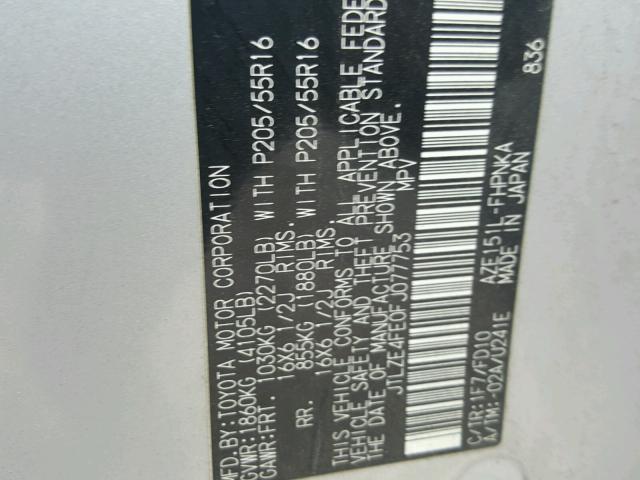 MFD.BY:TOYOTA MOTOR CORPORATION
GVWR:1860KG (4105LB)
GAWR:FRT. 1030KG (2270LB) WITH P205/55R16
16X6 1/2J RIMS.
RR. 855KG (1880LB) WITH P205/55R16
16X6 1/2J RIMS.
THIS VEHICLE CONFORMS TO ALL APPLICABLE FEDE
VEHICLE SAFETY AND THEFT PREVENTION STANDARD
THE DATE OF MANUFACTURE SHOWN ABOVE.
JTLZE4FE0FJ077753 MPV
C/TR:1F7/FD10 AZE151L-FHPNKA
A/TM:-02A/U241E MADE IN JAPAN
836